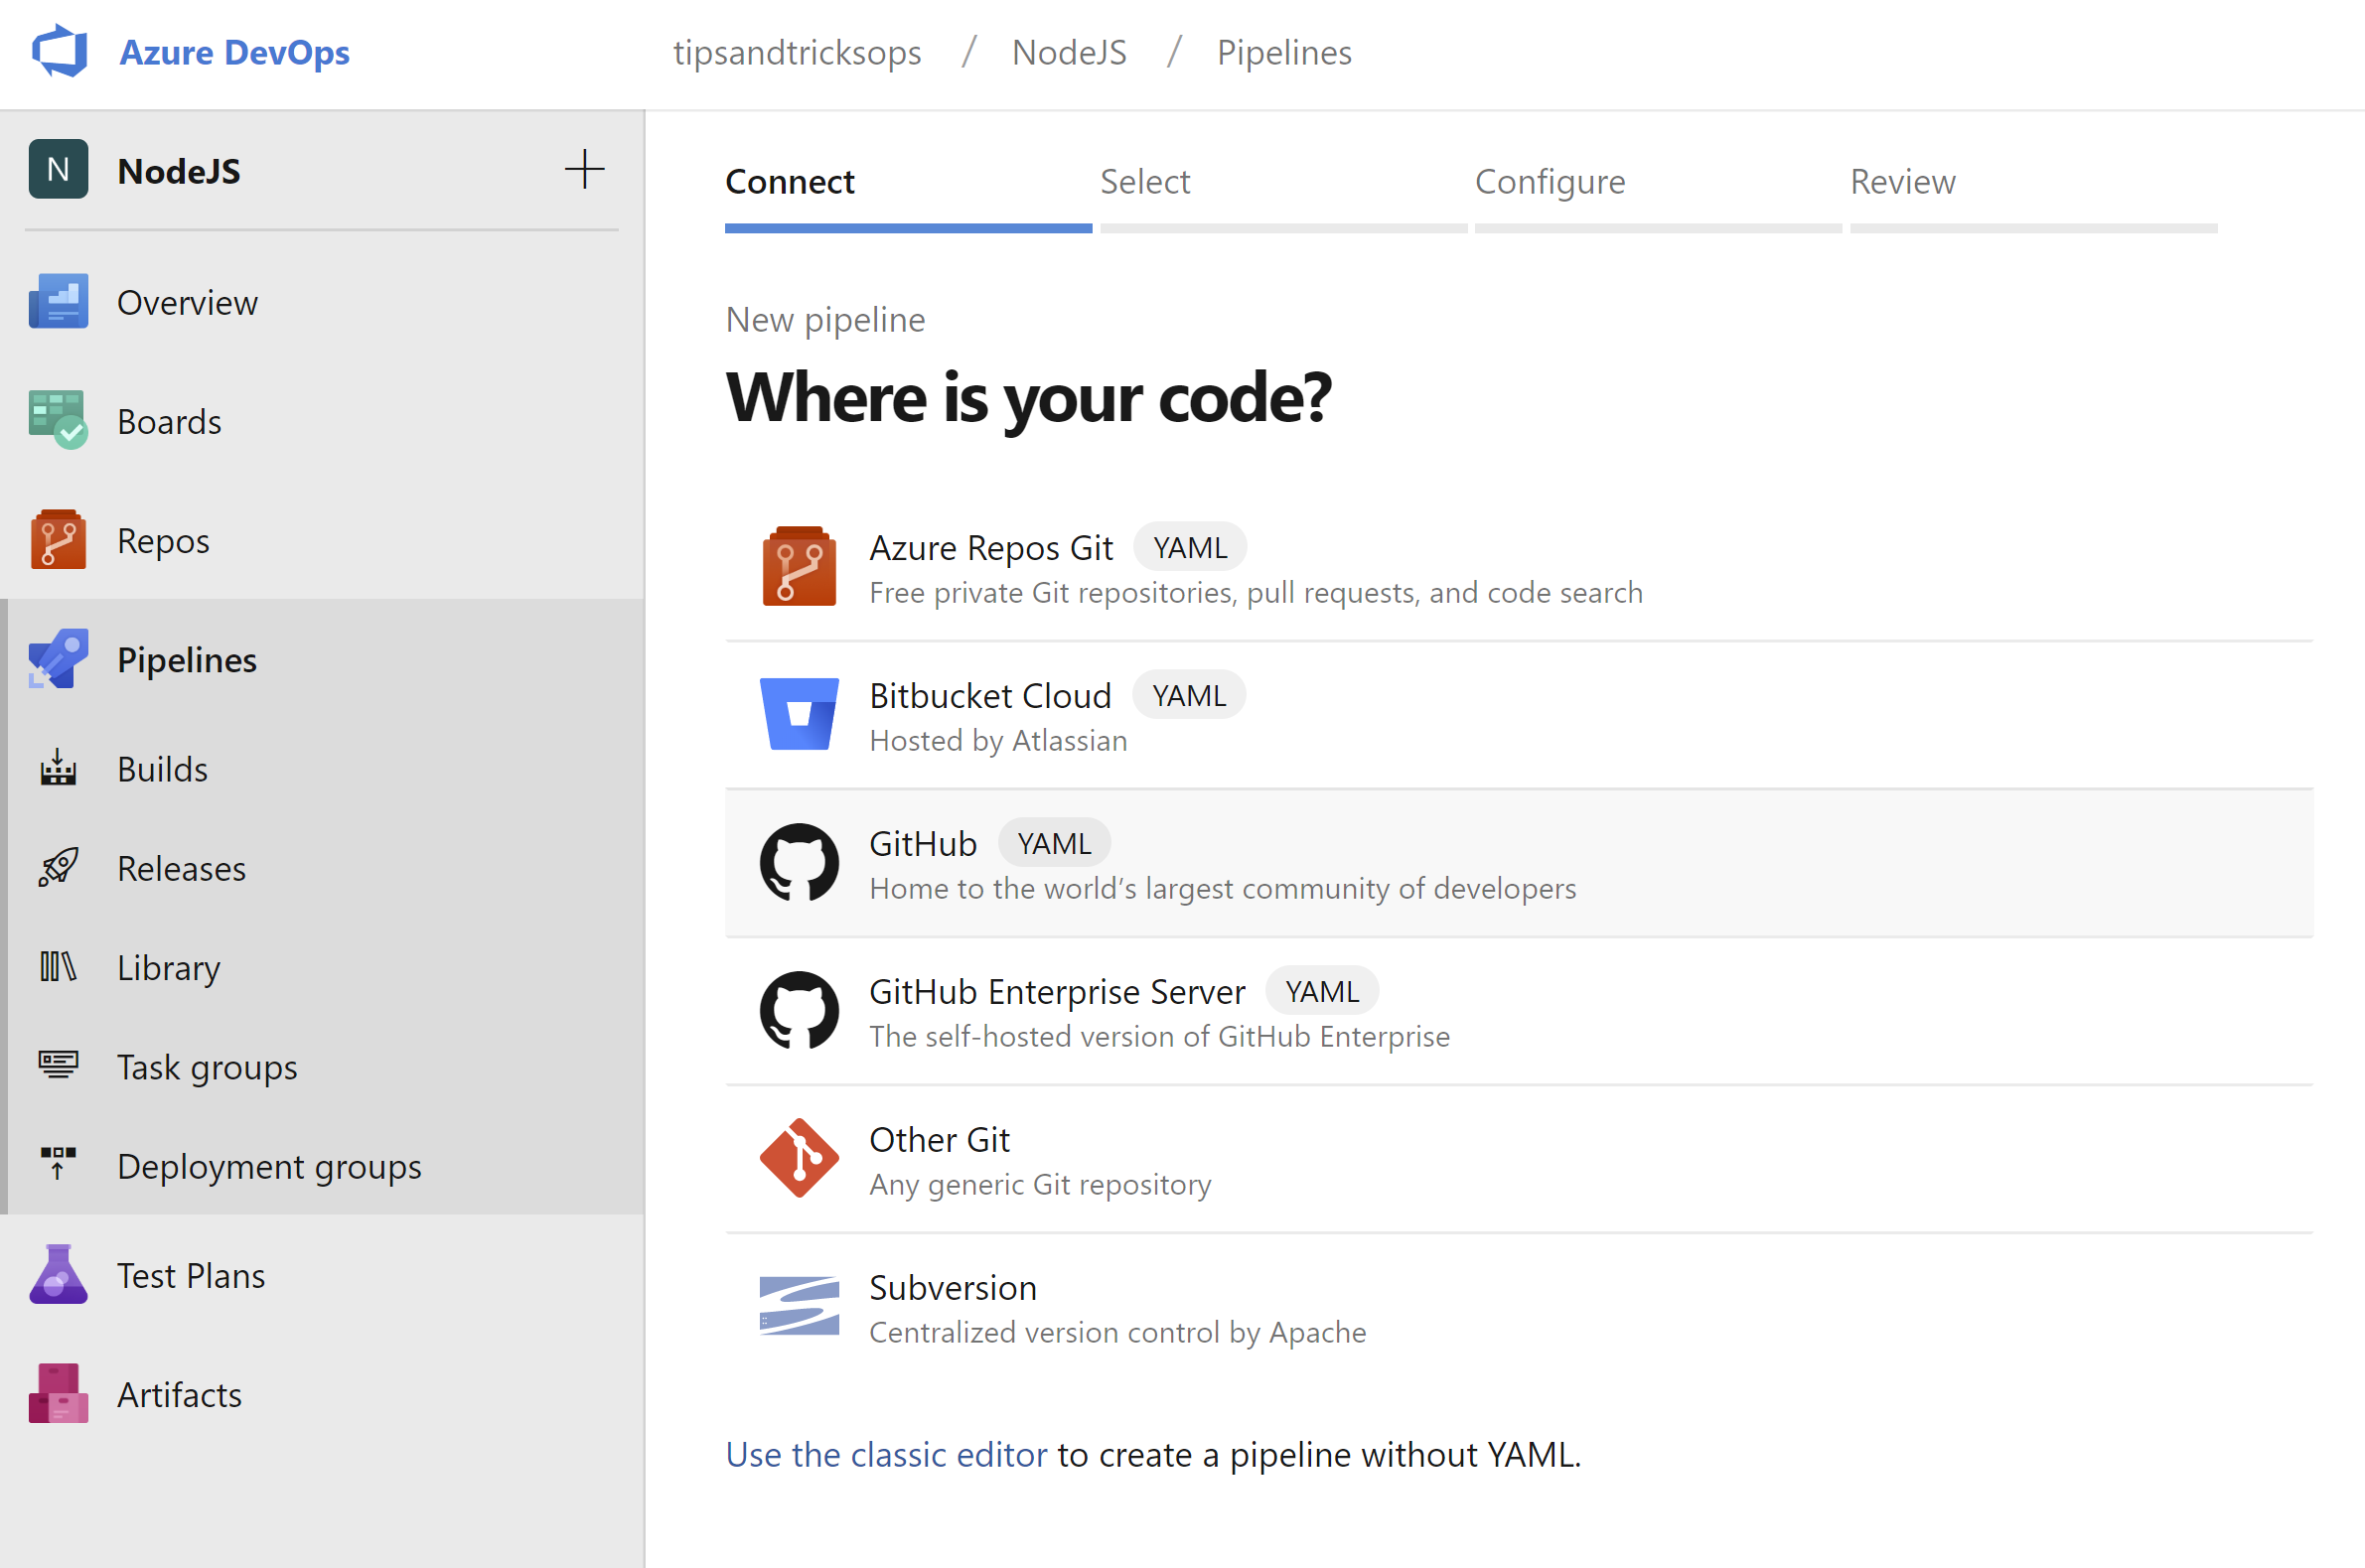 Azure DevOps
tipsandtricksops / NodeJS / Pipelines
N NodeJS
Overview
Boards
Repos
Pipelines
Builds
Releases
Library
Task groups
Deployment groups
Test Plans
Artifacts
Connect Select Configure Review
New pipeline
Where is your code?
Azure Repos Git YAML
Free private Git repositories, pull requests, and code search
Bitbucket Cloud YAML
Hosted by Atlassian
GitHub YAML
Home to the world’s largest community of developers
GitHub Enterprise Server YAML
The self-hosted version of GitHub Enterprise
Other Git
Any generic Git repository
Subversion
Centralized version control by Apache
Use the classic editor to create a pipeline without YAML.